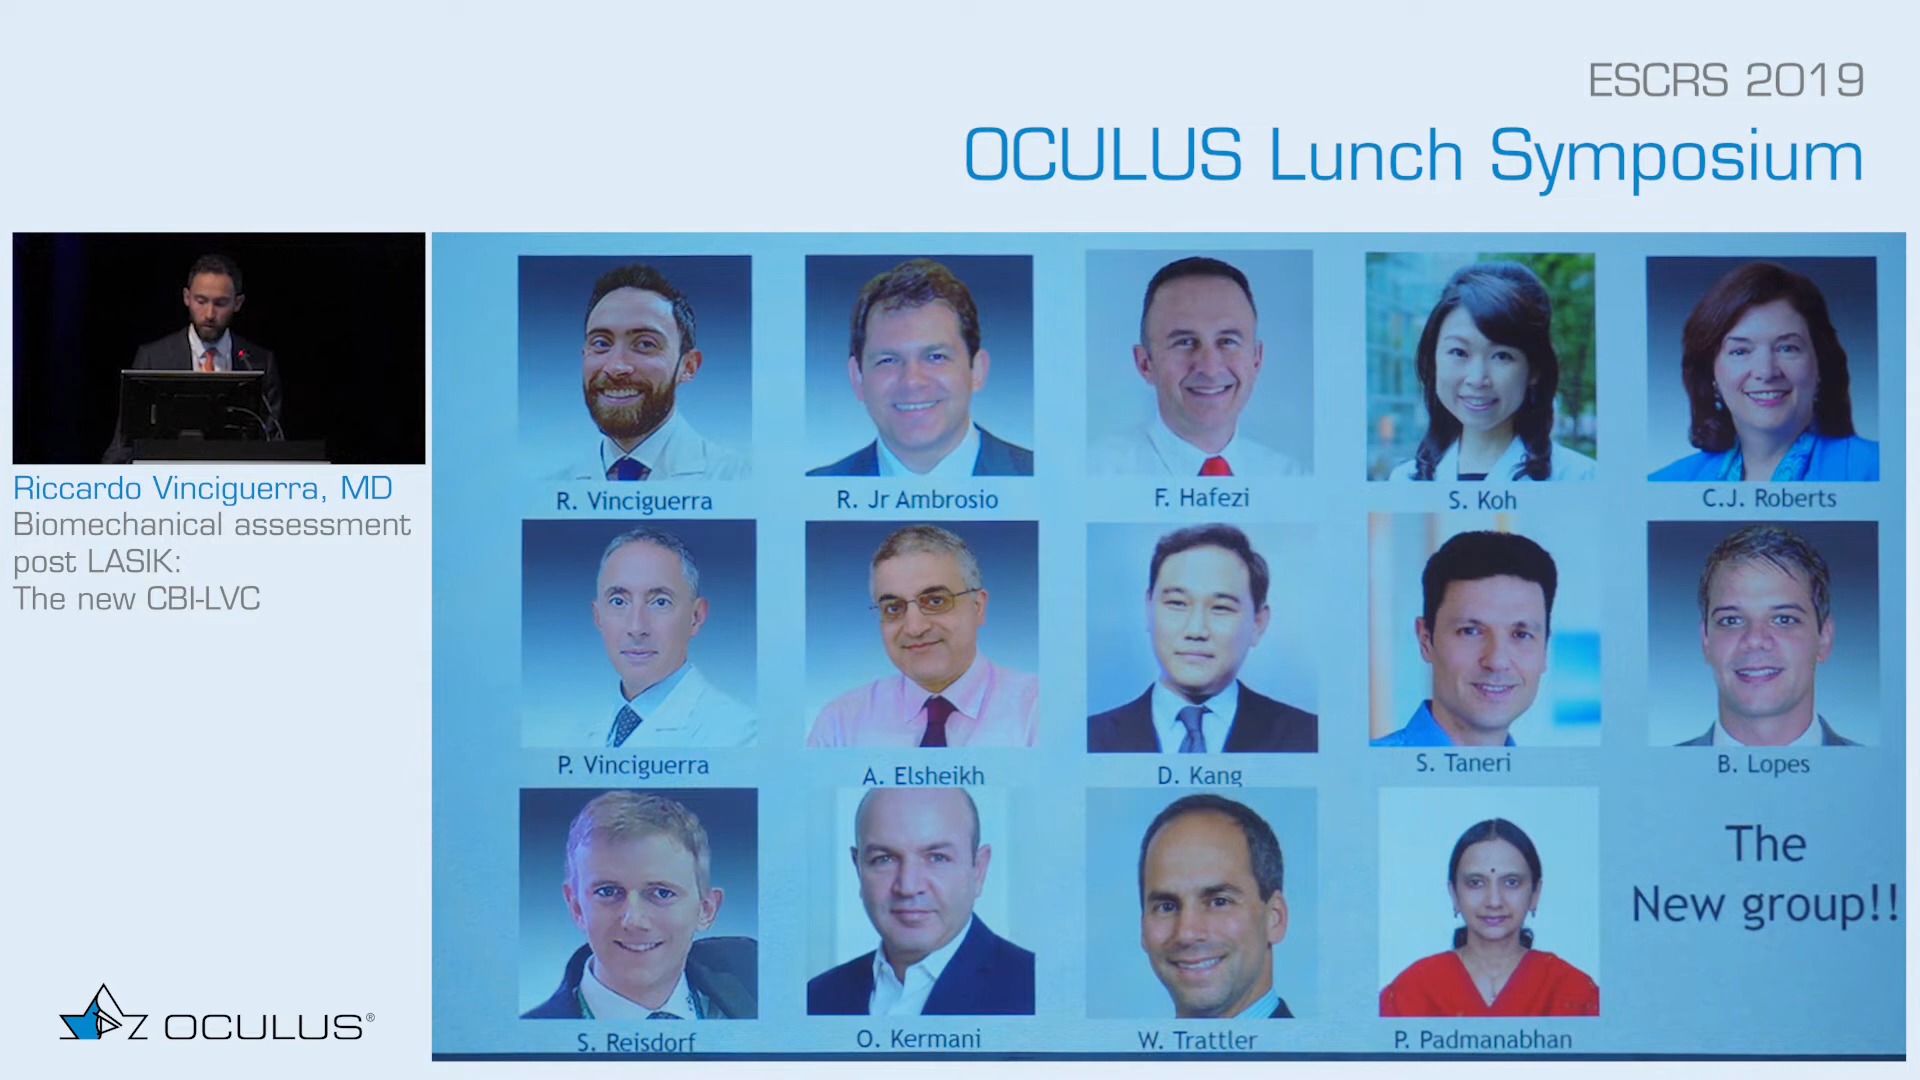 ESCRS 2019
OCULUS Lunch Symposium
Riccardo Vinciguerra, MD
Biomechanical assessment
post LASIK:
The new CBI-LVC
R. Vinciguerra
R. Jr Ambrosio
F. Hafezi
S. Koh
C.J. Roberts
P. Vinciguerra
A. Elsheikh
D. Kang
S. Taneri
B. Lopes
S. Reisdorf
O. Kermani
W. Trattler
P. Padmanabhan
The
New group!!
OCULUS®